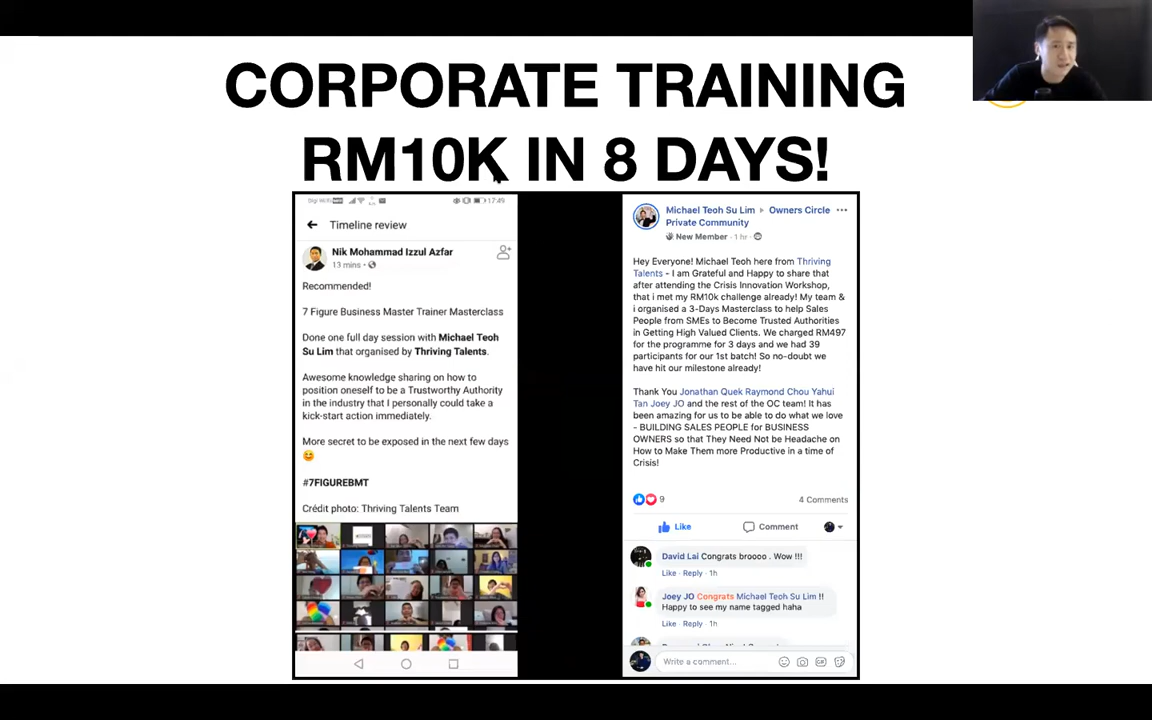 CORPORATE TRAINING
RM10K IN 8 DAYS!
17:49
Timeline review
Nik Mohammad Izzul Azfar
13 mins
Recommended!
7 Figure Business Master Trainer Masterclass
Done one full day session with Michael Teoh
Su Lim that organised by Thriving Talents.
Awesome knowledge sharing on how to
position oneself to be a Trustworthy Authority
in the industry that I personally could take a
kick-start action immediately.
More secret to be exposed in the next few days
#7FIGUREBMT
Crédit photo: Thriving Talents Team
Michael Teoh Su Lim ▸ Owners Circle
Private Community
New Member · 1 hr ·
Hey Everyone! Michael Teoh here from Thriving
Talents - I am Grateful and Happy to share that
after attending the Crisis Innovation Workshop,
that i met my RM10k challenge already! My team &
i organised a 3-Days Masterclass to help Sales
People from SMEs to Become Trusted Authorities
in Getting High Valued Clients. We charged RM497
for the programme for 3 days and we had 39
participants for our 1st batch! So no-doubt we
have hit our milestone already!
Thank You Jonathan Quek Raymond Chou Yahui
Tan Joey JO and the rest of the OC team! It has
been amazing for us to be able to do what we love
- BUILDING SALES PEOPLE for BUSINESS
OWNERS so that They Need Not be Headache on
How to Make Them more Productive in a time of
Crisis!
9
4 Comments
Like
Comment
David Lai Congrats broooo . Wow !!!
Like · Reply · 1h
Joey JO Congrats Michael Teoh Su Lim !!
Happy to see my name tagged haha
Like · Reply · 1h
Write a comment...